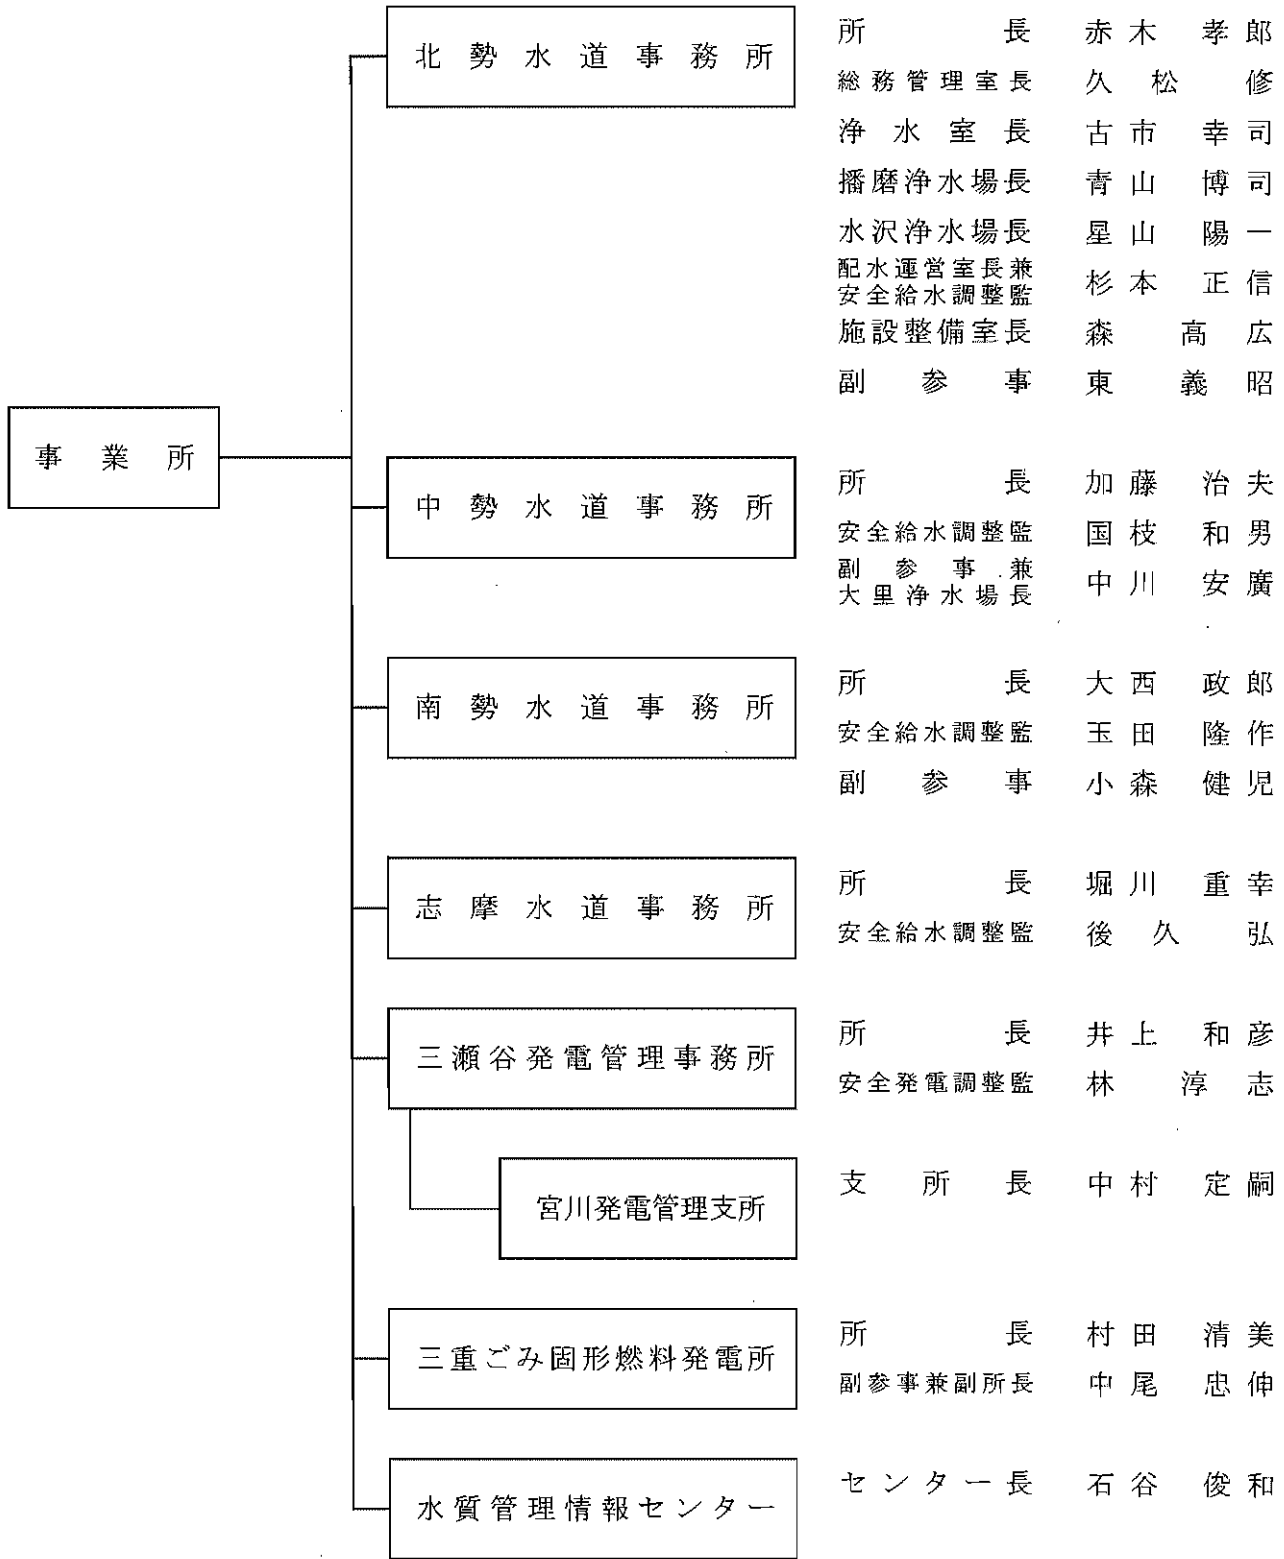 事業所
北勢水道事務所
所長 赤木 孝郎
総務管理室長 久松 修
浄水室長 古市 幸司
播磨浄水場長 青山 博司
水沢浄水場長 星山 陽一
配水運営室長兼
安全給水調整監 杉本 正信
施設整備室長 森 高広
副参事 東 義昭
中勢水道事務所
所長 加藤 治夫
安全給水調整監 国枝 和男
副参事兼
大里浄水場長 中川 安廣
南勢水道事務所
所長 大西 政郎
安全給水調整監 玉田 隆作
副参事 小森 健児
志摩水道事務所
所長 堀川 重幸
安全給水調整監 後久 弘
三瀬谷発電管理事務所
所長 井上 和彦
安全発電調整監 林 淳志
宮川発電管理支所
支所長 中村 定嗣
三重ごみ固形燃料発電所
所長 村田 清美
副参事兼副所長 中尾 忠伸
水質管理情報センター
センター長 石谷 俊和